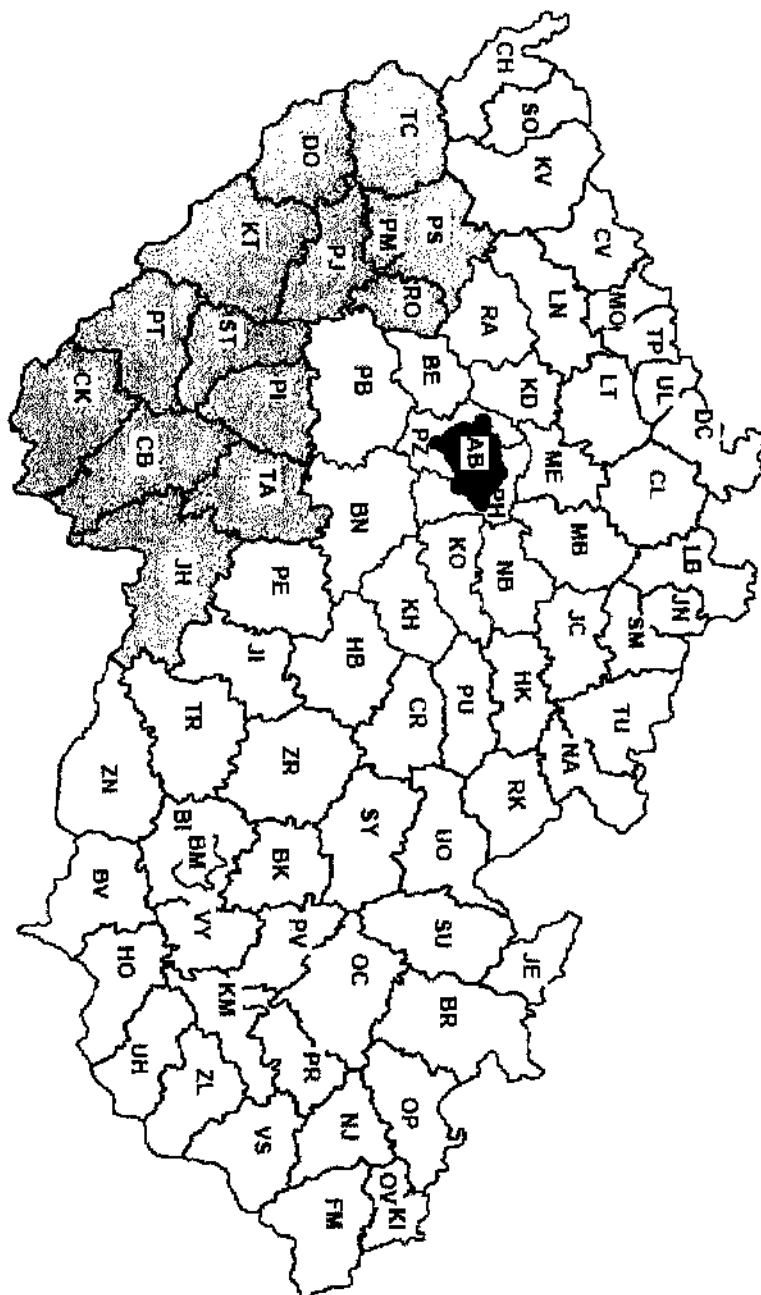 CH
SO
KV
TC
DO
CV
PS
PM
KT
PJ
RO
LN
MO
TP
RA
PT
ST
BE
PB
KD
LT
UL
DC
CK
PI
CB
TA
PZ
AB
ME
CL
BN
PH
KO
NB
MB
LB
JN
SM
JC
JH
PE
KH
HB
JI
CR
PU
HK
TU
NA
TR
ZR
RK
ZN
BI
BM
BK
SY
UO
BV
VY
PV
SU
JE
HO
KM
OC
BR
UH
ZL
PR
OP
VS
NJ
FM
OV
KI